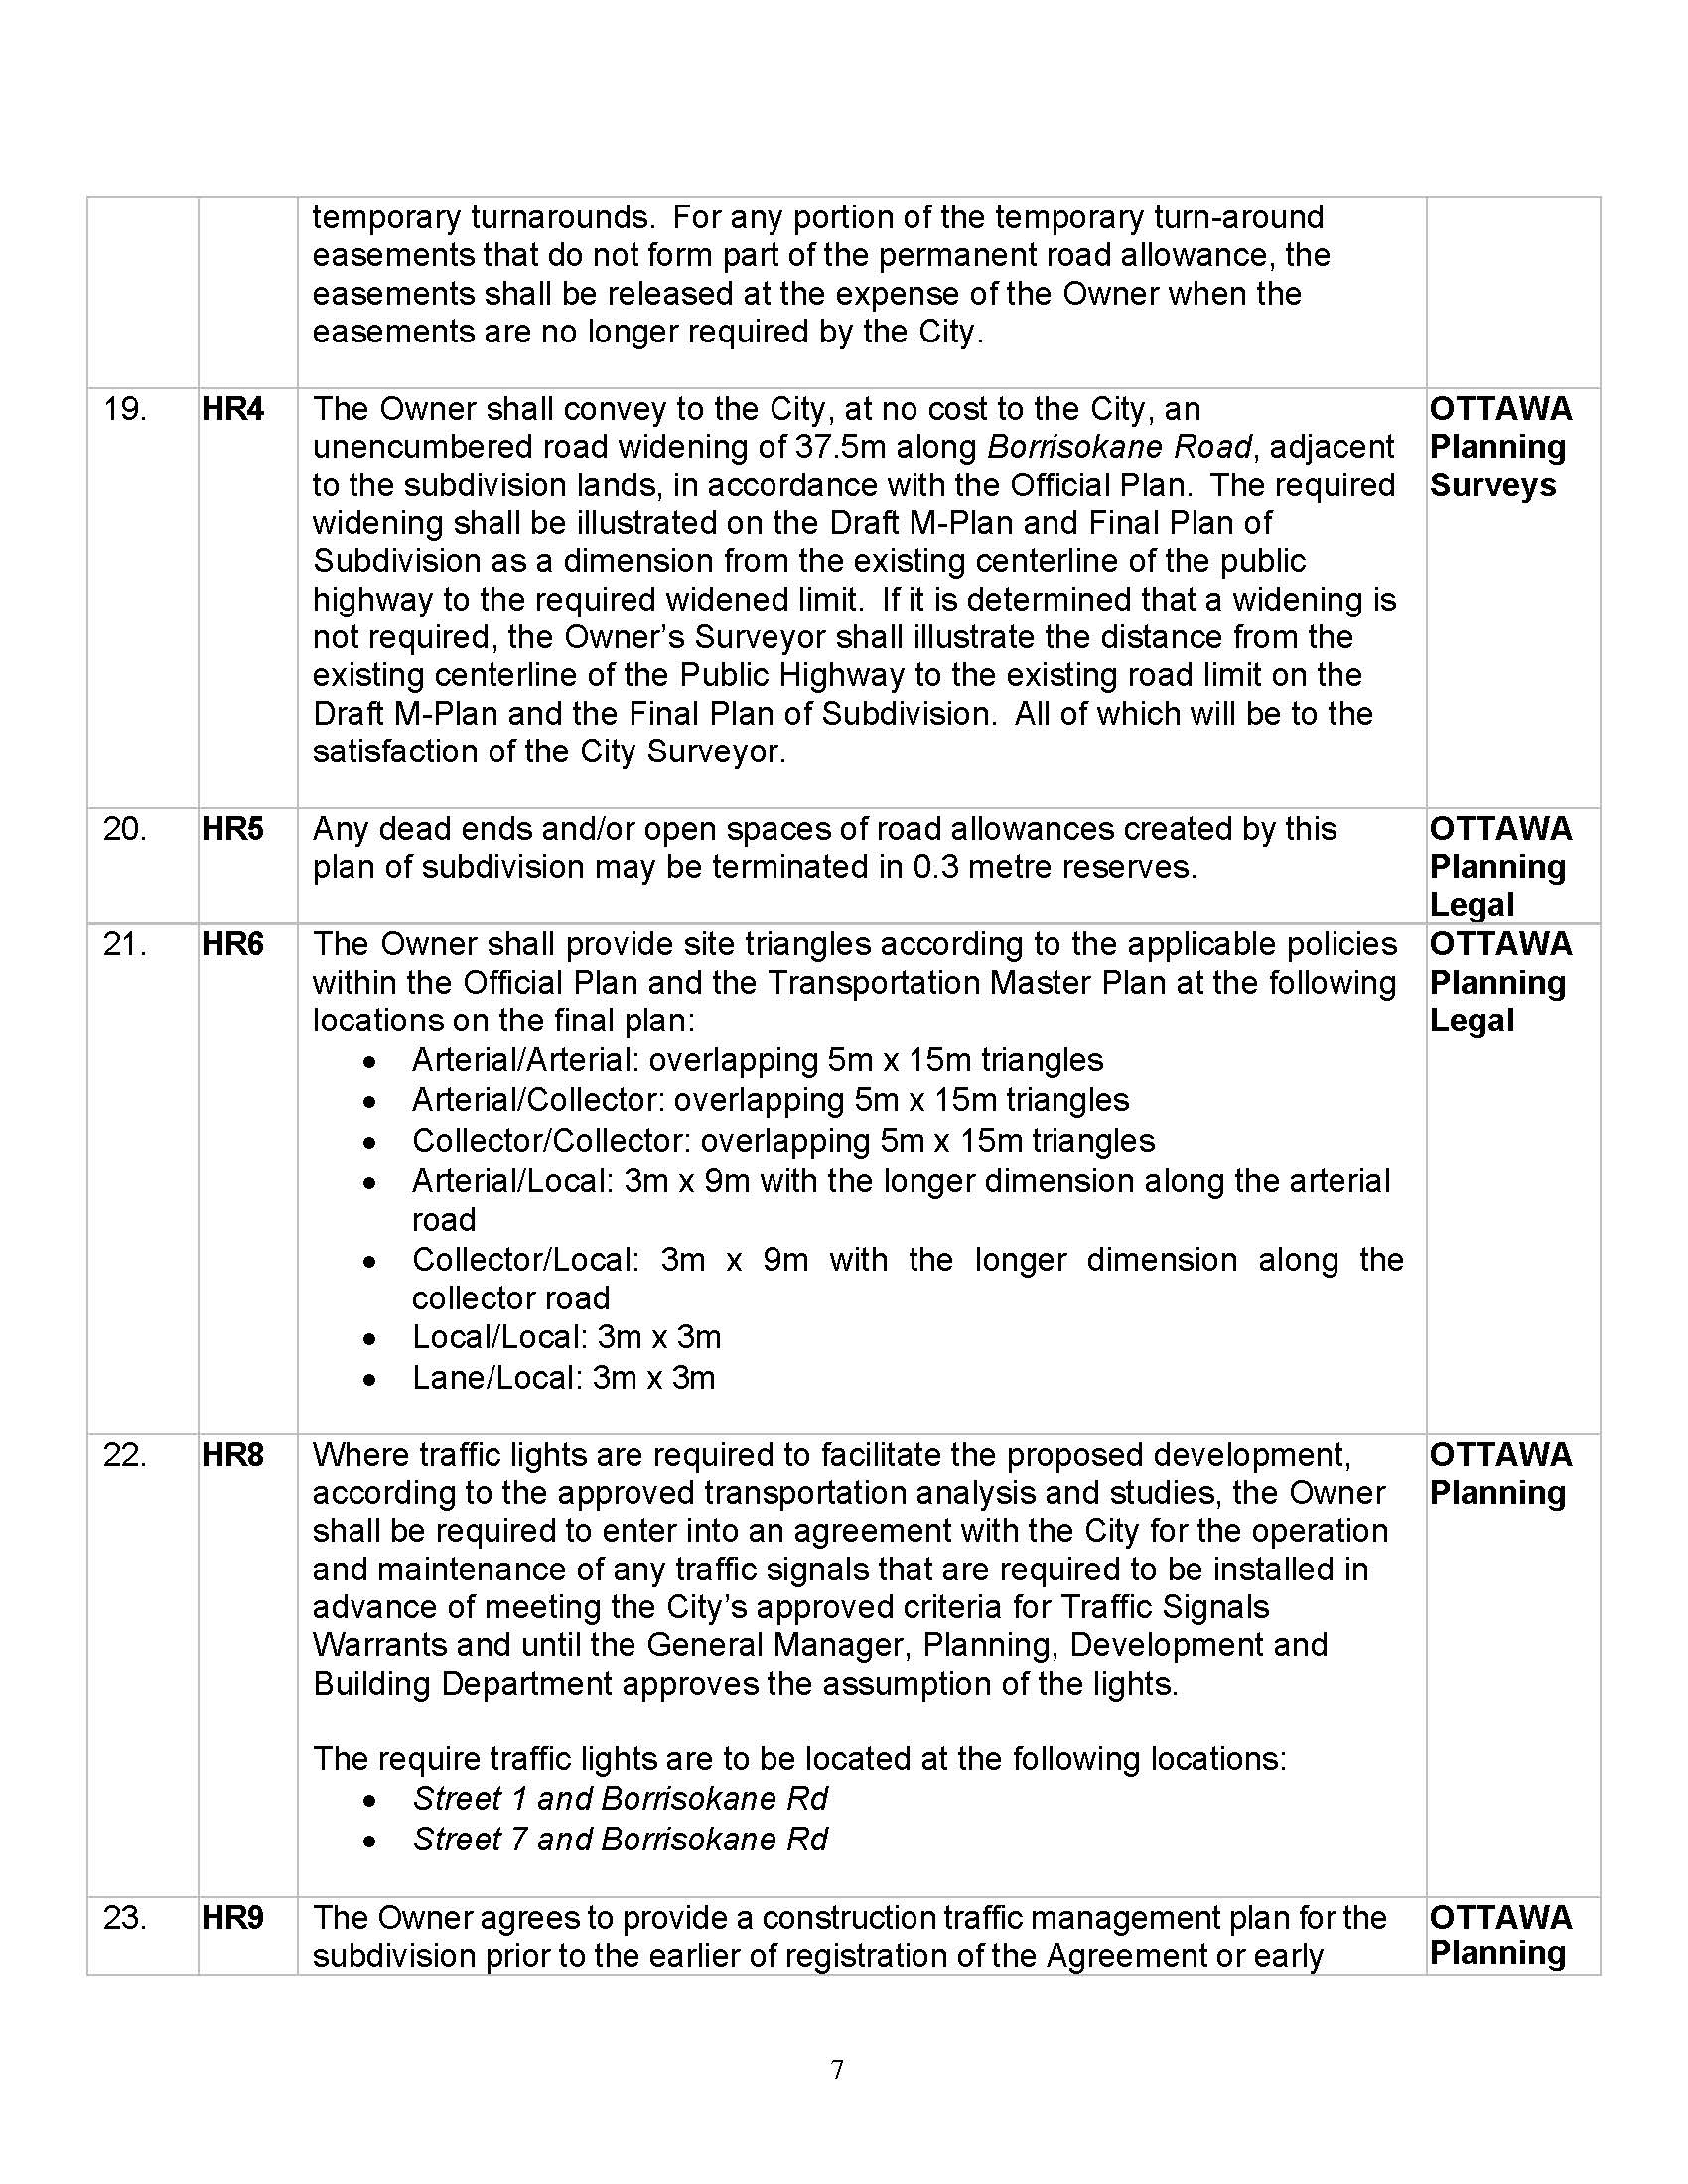 temporary turnarounds.  For any portion of the temporary turn-around
easements that do not form part of the permanent road allowance, the
easements shall be released at the expense of the Owner when the
easements are no longer required by the City.
19. HR4 The Owner shall convey to the City, at no cost to the City, an OTTAWA
unencumbered road widening of 37.5m along Borrisokane Road, adjacent Planning
to the subdivision lands, in accordance with the Official Plan.  The required Surveys
widening shall be illustrated on the Draft M-Plan and Final Plan of
Subdivision as a dimension from the existing centerline of the public
highway to the required widened limit.  If it is determined that a widening is
not required, the Owner’s Surveyor shall illustrate the distance from the
existing centerline of the Public Highway to the existing road limit on the
Draft M-Plan and the Final Plan of Subdivision.  All of which will be to the
satisfaction of the City Surveyor.
20. HR5 Any dead ends and/or open spaces of road allowances created by this OTTAWA
plan of subdivision may be terminated in 0.3 metre reserves. Planning
Legal
21. HR6 The Owner shall provide site triangles according to the applicable policies OTTAWA
within the Official Plan and the Transportation Master Plan at the following Planning
locations on the final plan: Legal
• Arterial/Arterial: overlapping 5m x 15m triangles
• Arterial/Collector: overlapping 5m x 15m triangles
• Collector/Collector: overlapping 5m x 15m triangles
• Arterial/Local: 3m x 9m with the longer dimension along the arterial
road
• Collector/Local: 3m x 9m with the longer dimension along the
collector road
• Local/Local: 3m x 3m
• Lane/Local: 3m x 3m
22. HR8 Where traffic lights are required to facilitate the proposed development, OTTAWA
according to the approved transportation analysis and studies, the Owner Planning
shall be required to enter into an agreement with the City for the operation
and maintenance of any traffic signals that are required to be installed in
advance of meeting the City’s approved criteria for Traffic Signals
Warrants and until the General Manager, Planning, Development and
Building Department approves the assumption of the lights.
The require traffic lights are to be located at the following locations:
• Street 1 and Borrisokane Rd
• Street 7 and Borrisokane Rd
23. HR9 The Owner agrees to provide a construction traffic management plan for the OTTAWA
subdivision prior to the earlier of registration of the Agreement or early Planning
7